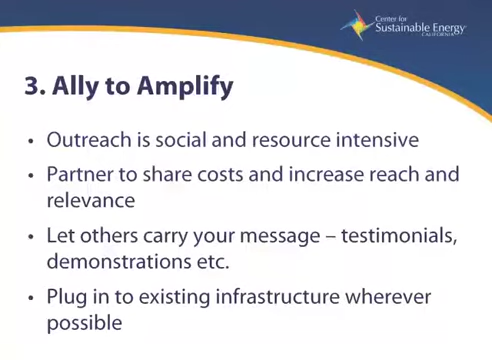 Center for
Sustainable Energy
CALIFORNIA
3. Ally to Amplify
• Outreach is social and resource intensive
• Partner to share costs and increase reach and
relevance
• Let others carry your message – testimonials,
demonstrations etc.
• Plug in to existing infrastructure wherever
possible